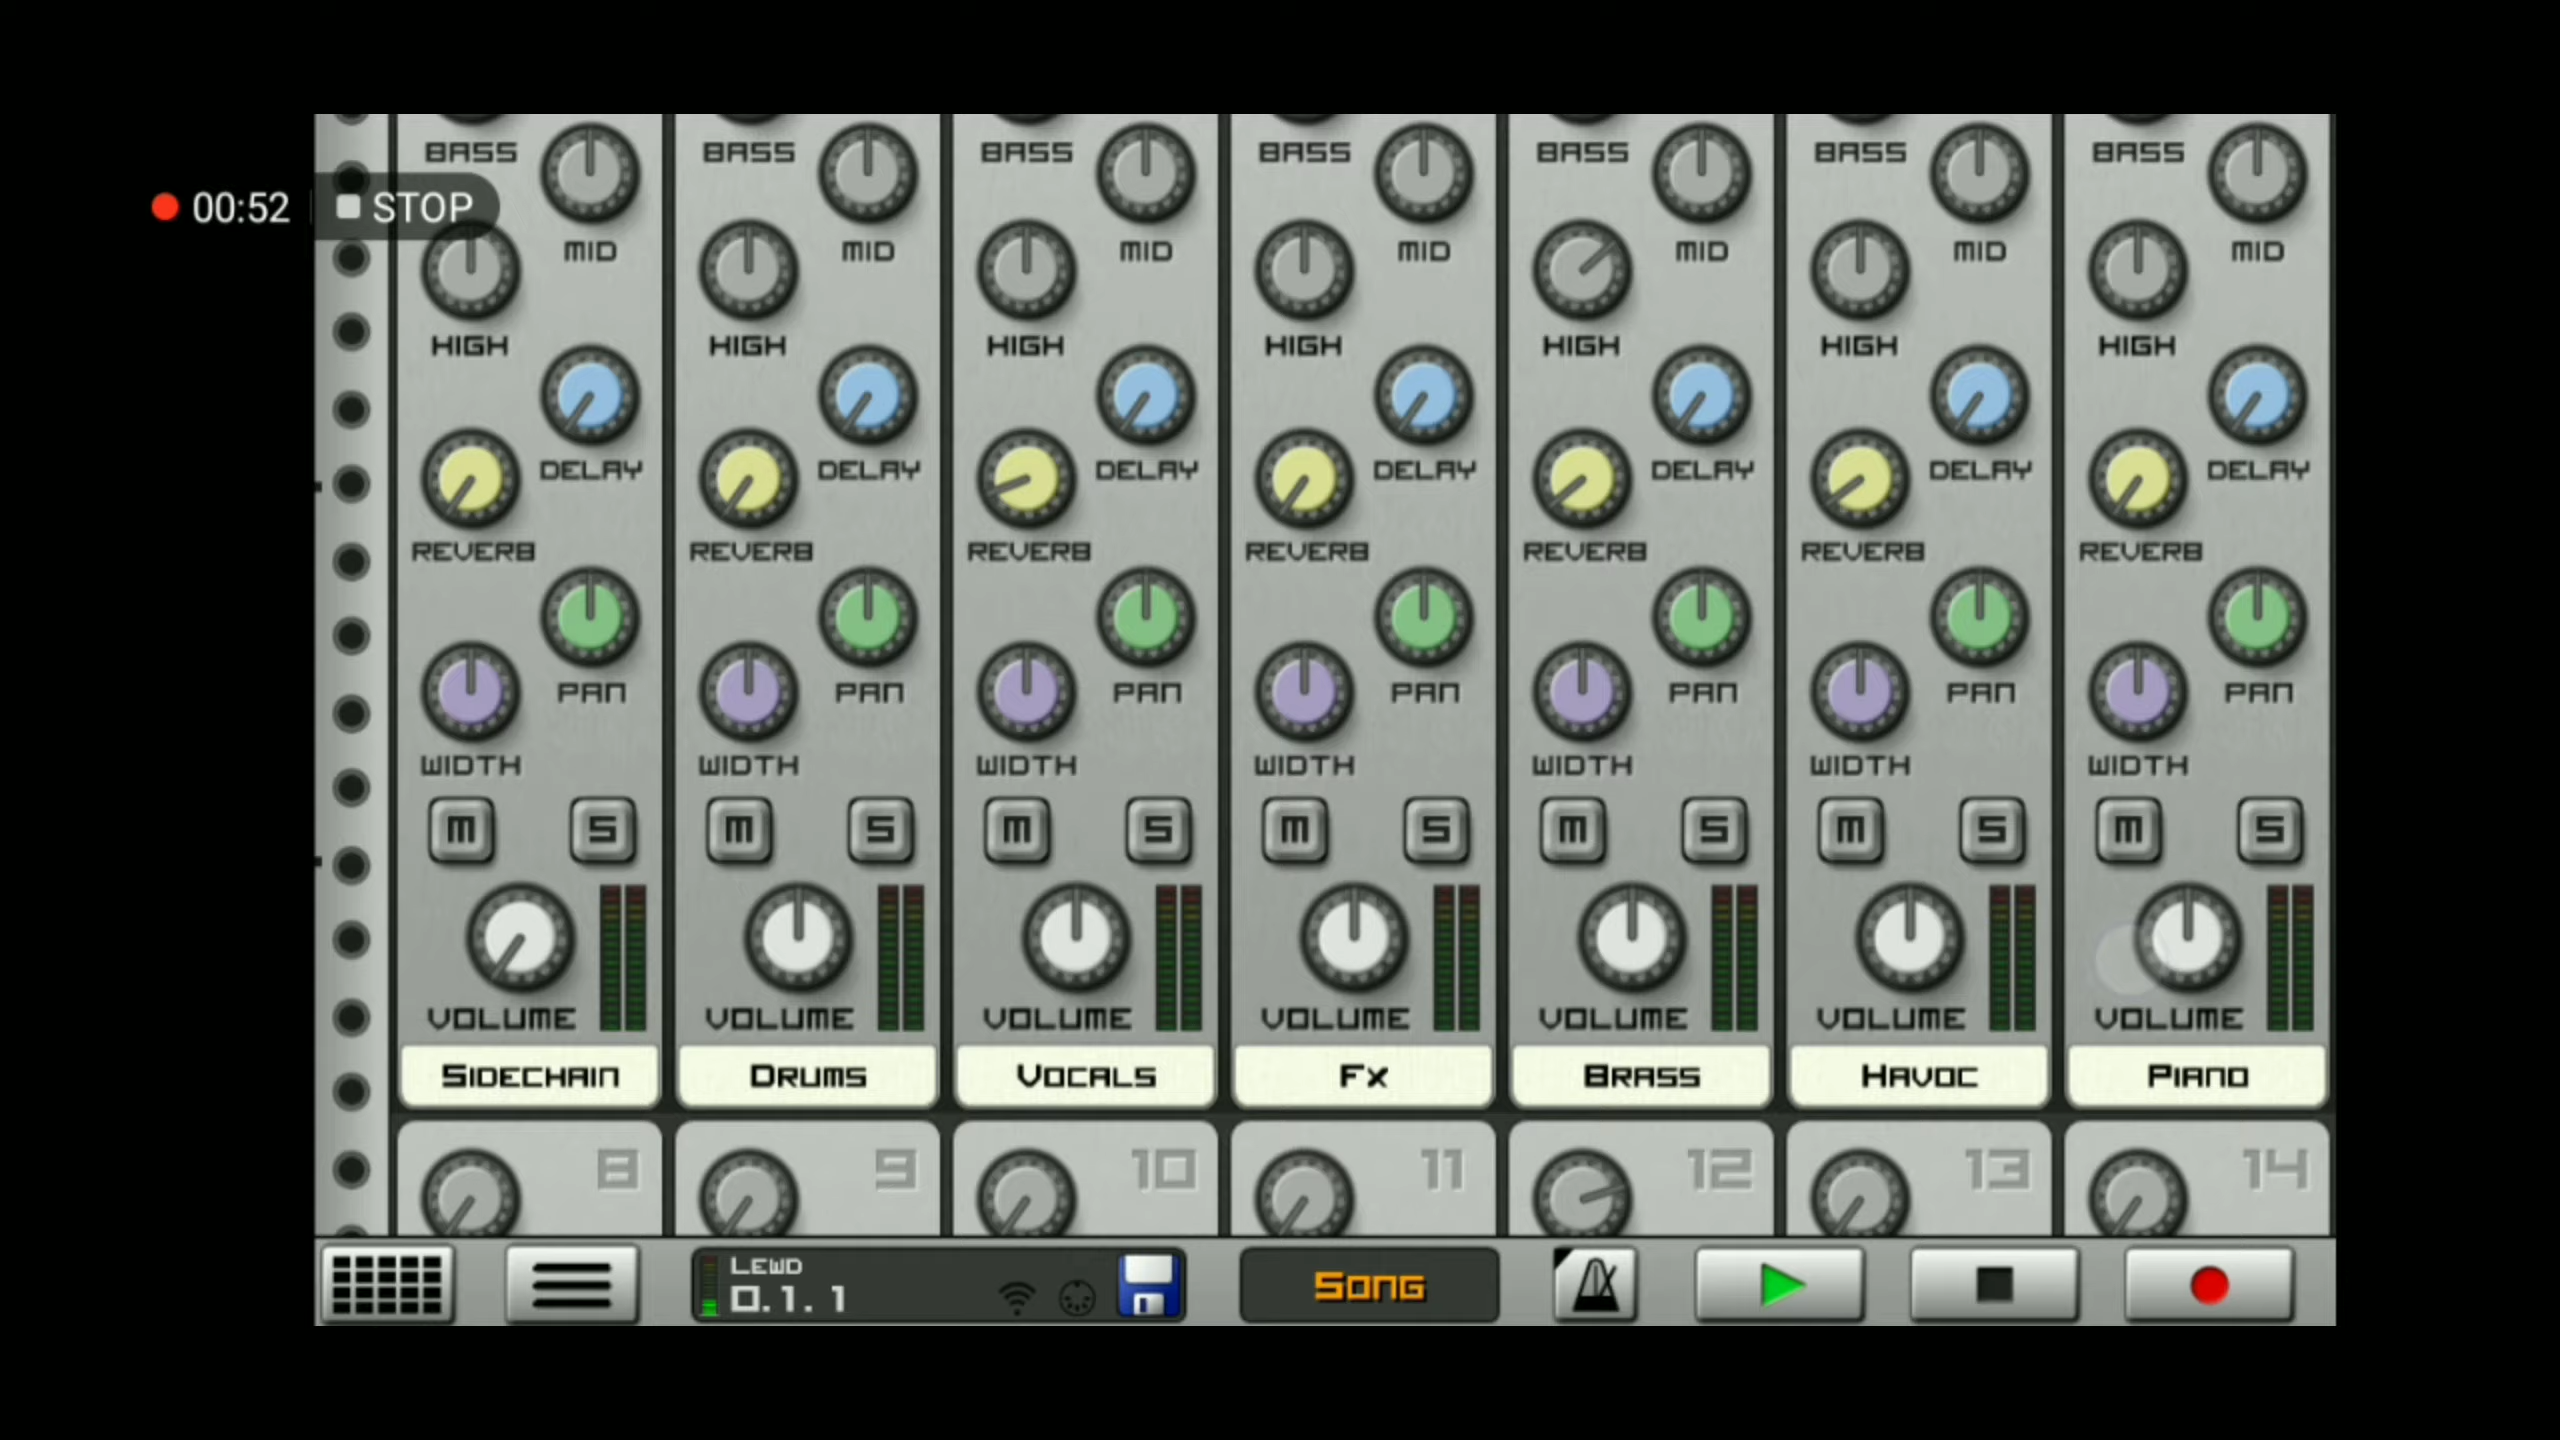 BASS BASS BASS BASS BASS BASS BASS
00:52 STOP
MID MID MID MID MID MID MID
HIGH HIGH HIGH HIGH HIGH HIGH HIGH
DELAY DELAY DELAY DELAY DELAY DELAY DELAY
REVERB REVERB REVERB REVERB REVERB REVERB REVERB
PAN PAN PAN PAN PAN PAN PAN
WIDTH WIDTH WIDTH WIDTH WIDTH WIDTH WIDTH
M S M S M S M S M S M S M S
VOLUME VOLUME VOLUME VOLUME VOLUME VOLUME VOLUME
SIDECHAIN DRUMS VOCALS FX BRASS HAVOC PIANO
8 9 10 11 12 13 14
LEWD
0.1. 1
SONG